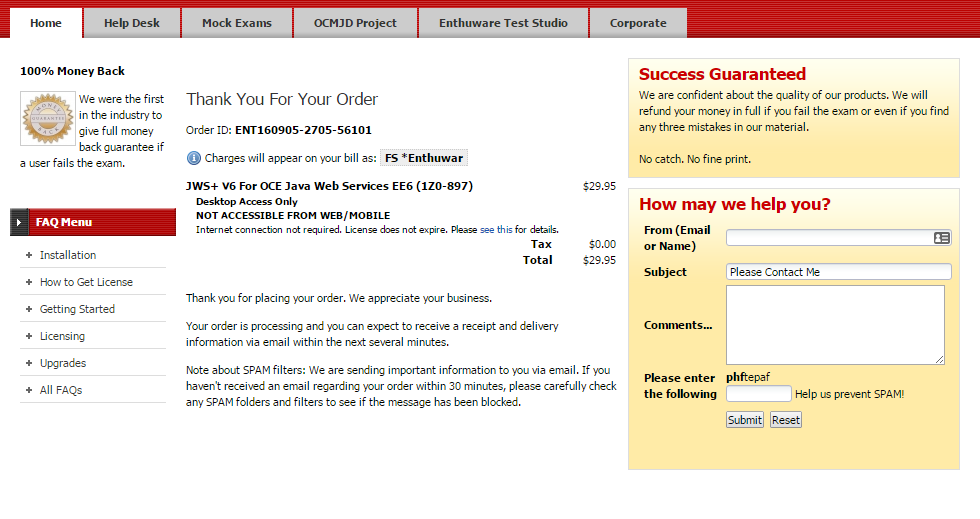 Home
Help Desk
Mock Exams
OCMJD Project
Enthuware Test Studio
Corporate
100% Money Back
MONEY
GUARANTEE
BACK
We were the first
in the industry to
give full money
back guarantee if
a user fails the exam.
FAQ Menu
Installation
How to Get License
Getting Started
Licensing
Upgrades
All FAQs
Thank You For Your Order
Order ID: ENT160905-2705-56101
Charges will appear on your bill as: FS *Enthuwar
JWS+ V6 For OCE Java Web Services EE6 (1Z0-897) $29.95
Desktop Access Only
NOT ACCESSIBLE FROM WEB/MOBILE
Internet connection not required. License does not expire. Please see this for details.
Tax $0.00
Total $29.95
Thank you for placing your order. We appreciate your business.
Your order is processing and you can expect to receive a receipt and delivery
information via email within the next several minutes.
Note about SPAM filters: We are sending important information to you via email. If you
haven't received an email regarding your order within 30 minutes, please carefully check
any SPAM folders and filters to see if the message has been blocked.
Success Guaranteed
We are confident about the quality of our products. We will
refund your money in full if you fail the exam or even if you find
any three mistakes in our material.
No catch. No fine print.
How may we help you?
From (Email
or Name)
Subject Please Contact Me
Comments...
Please enter phftepaf
the following Help us prevent SPAM!
Submit Reset